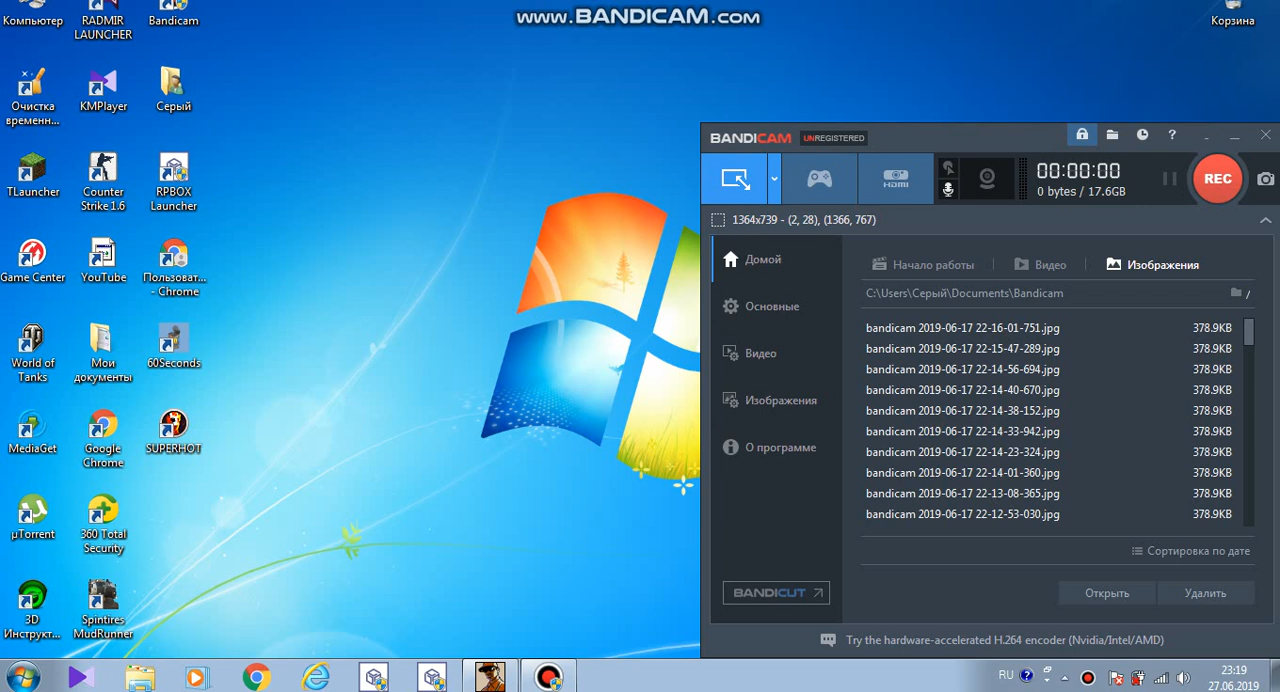 www.BANDICAM.com
Компьютер
RADMIR
LAUNCHER
Bandicam
Корзина
Очистка
временн...
KMPlayer
Серый
TLauncher
Counter
Strike 1.6
RPBOX
Launcher
Game Center
YouTube
Пользоват...
- Chrome
World of
Tanks
Мои
документы
60Seconds
MediaGet
Google
Chrome
SUPERHOT
µTorrent
360 Total
Security
3D
Инструкт...
Spintires
MudRunner
BANDICAM UNREGISTERED
HDMI
00:00:00
0 bytes / 17.6GB
REC
1364x739 - (2, 28), (1366, 767)
Домой
Основные
Видео
Изображения
О программе
BANDICUT
Начало работы
Видео
Изображения
C:\Users\Серый\Documents\Bandicam
bandicam 2019-06-17 22-16-01-751.jpg 378.9KB
bandicam 2019-06-17 22-15-47-289.jpg 378.9KB
bandicam 2019-06-17 22-14-56-694.jpg 378.9KB
bandicam 2019-06-17 22-14-40-670.jpg 378.9KB
bandicam 2019-06-17 22-14-38-152.jpg 378.9KB
bandicam 2019-06-17 22-14-33-942.jpg 378.9KB
bandicam 2019-06-17 22-14-23-324.jpg 378.9KB
bandicam 2019-06-17 22-14-01-360.jpg 378.9KB
bandicam 2019-06-17 22-13-08-365.jpg 378.9KB
bandicam 2019-06-17 22-12-53-030.jpg 378.9KB
Сортировка по дате
Открыть
Удалить
Try the hardware-accelerated H.264 encoder (Nvidia/Intel/AMD)
RU
23:19
27.06.2019